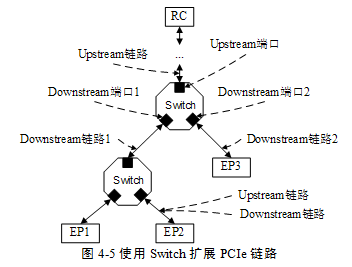 RC
Upstream端口
Upstream链路
...
Downstream端口1
Downstream端口2
Switch
Downstream链路1
Downstream链路2
EP3
Switch
Upstream链路
Downstream链路
EP1
EP2
图 4-5 使用 Switch 扩展 PCIe 链路